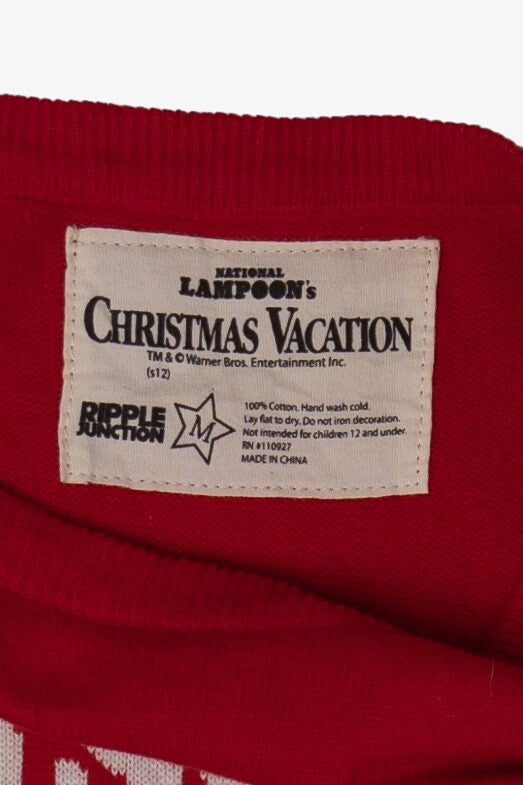 NATIONAL
LAMPOON's
CHRISTMAS VACATION
TM & © Warner Bros. Entertainment Inc.
(s12)
RIPPLE
JUNCTION
M
100% Cotton. Hand wash cold.
Lay flat to dry. Do not iron decoration.
Not intended for children 12 and under.
RN #110927
MADE IN CHINA